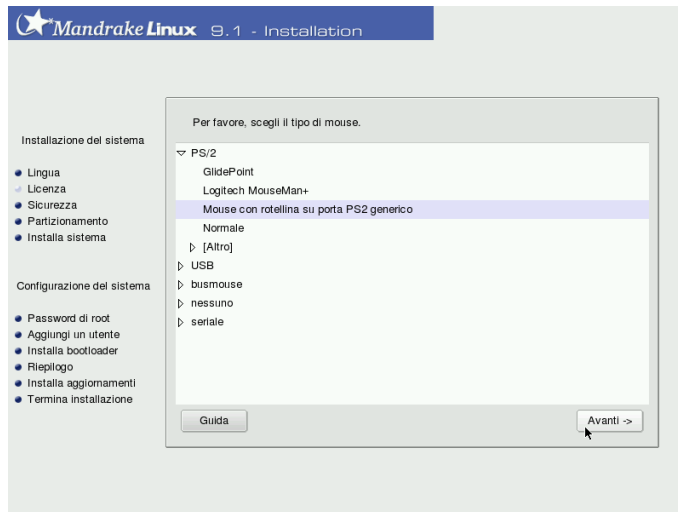 Mandrake Linux 9.1 - Installation
Installazione del sistema
Lingua
Licenza
Sicurezza
Partizionamento
Installa sistema
Configurazione del sistema
Password di root
Aggiungi un utente
Installa bootloader
Riepilogo
Installa aggiornamenti
Termina installazione
Per favore, scegli il tipo di mouse.
PS/2
GlidePoint
Logitech MouseMan+
Mouse con rotellina su porta PS2 generico
Normale
[Altro]
USB
busmouse
nessuno
seriale
Guida
Avanti ->